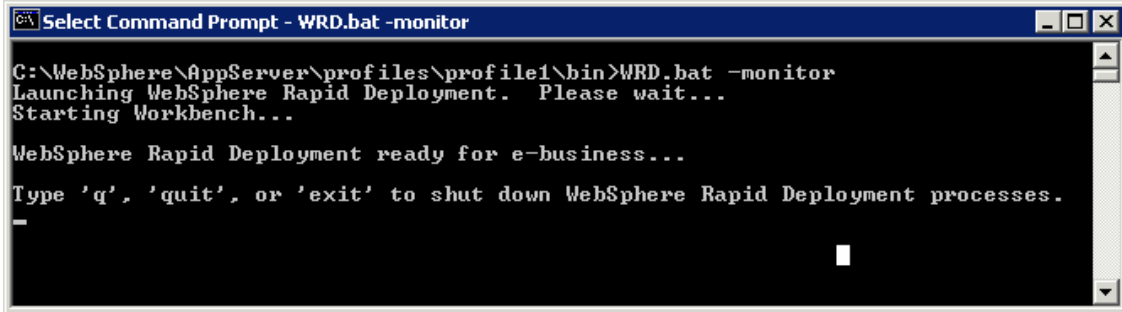 Select Command Prompt - WRD.bat -monitor
C:\WebSphere\AppServer\profiles\profile1\bin>WRD.bat -monitor
Launching WebSphere Rapid Deployment.  Please wait...
Starting Workbench...
WebSphere Rapid Deployment ready for e-business...
Type 'q', 'quit', or 'exit' to shut down WebSphere Rapid Deployment processes.